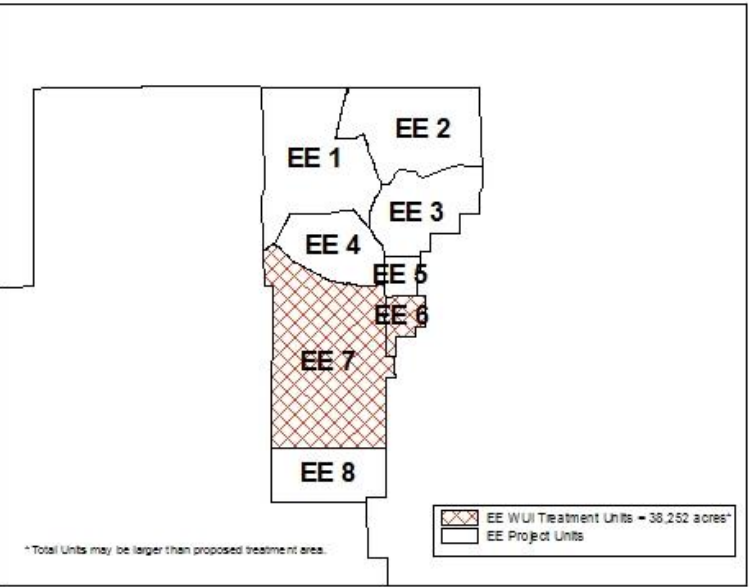 EE 2
EE 1
EE 3
EE 4
EE 5
EE 6
EE 7
EE 8
EE WUI Treatment Units = 38,252 acres*
EE Project Units
*Total Units may be larger than proposed treatment area.